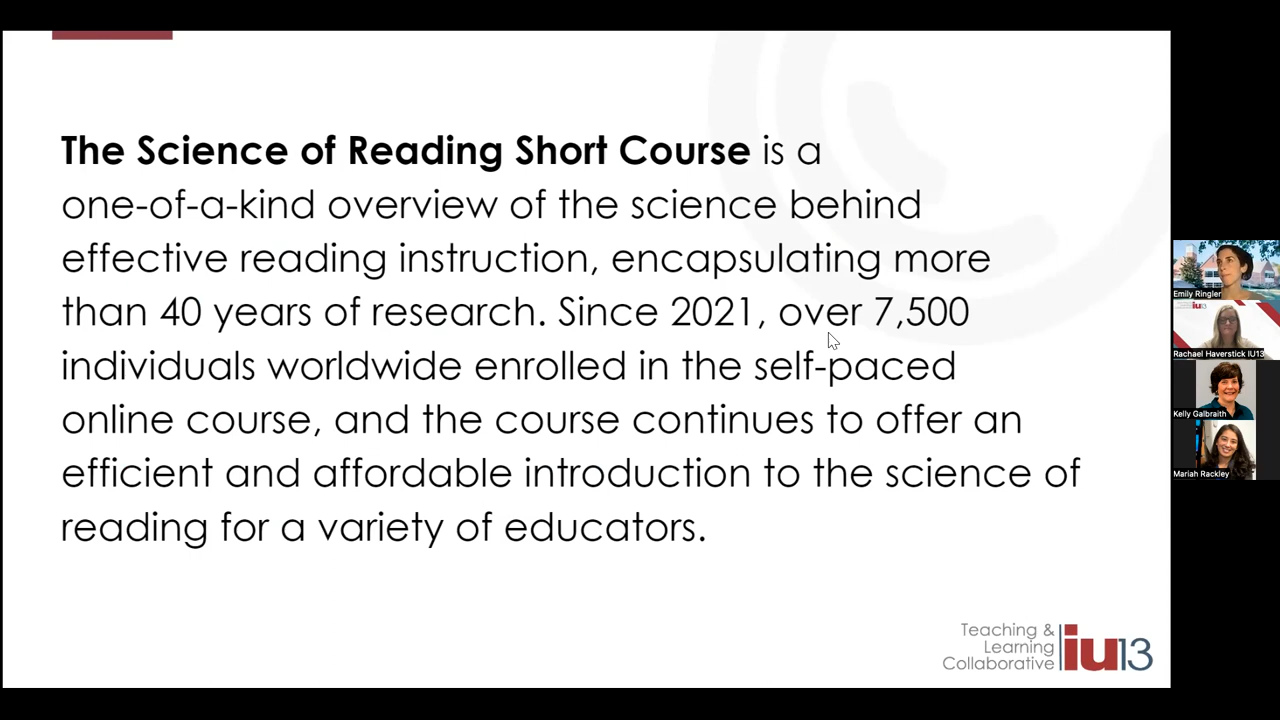 The Science of Reading Short Course is a
one-of-a-kind overview of the science behind
effective reading instruction, encapsulating more
than 40 years of research. Since 2021, over 7,500
individuals worldwide enrolled in the self-paced
online course, and the course continues to offer an
efficient and affordable introduction to the science of
reading for a variety of educators.
Teaching &
Learning
Collaborative
iu13
Emily Ringler
iu13
Rachael Haverstick IU13
Kelly Galbraith
Mariah Rackley